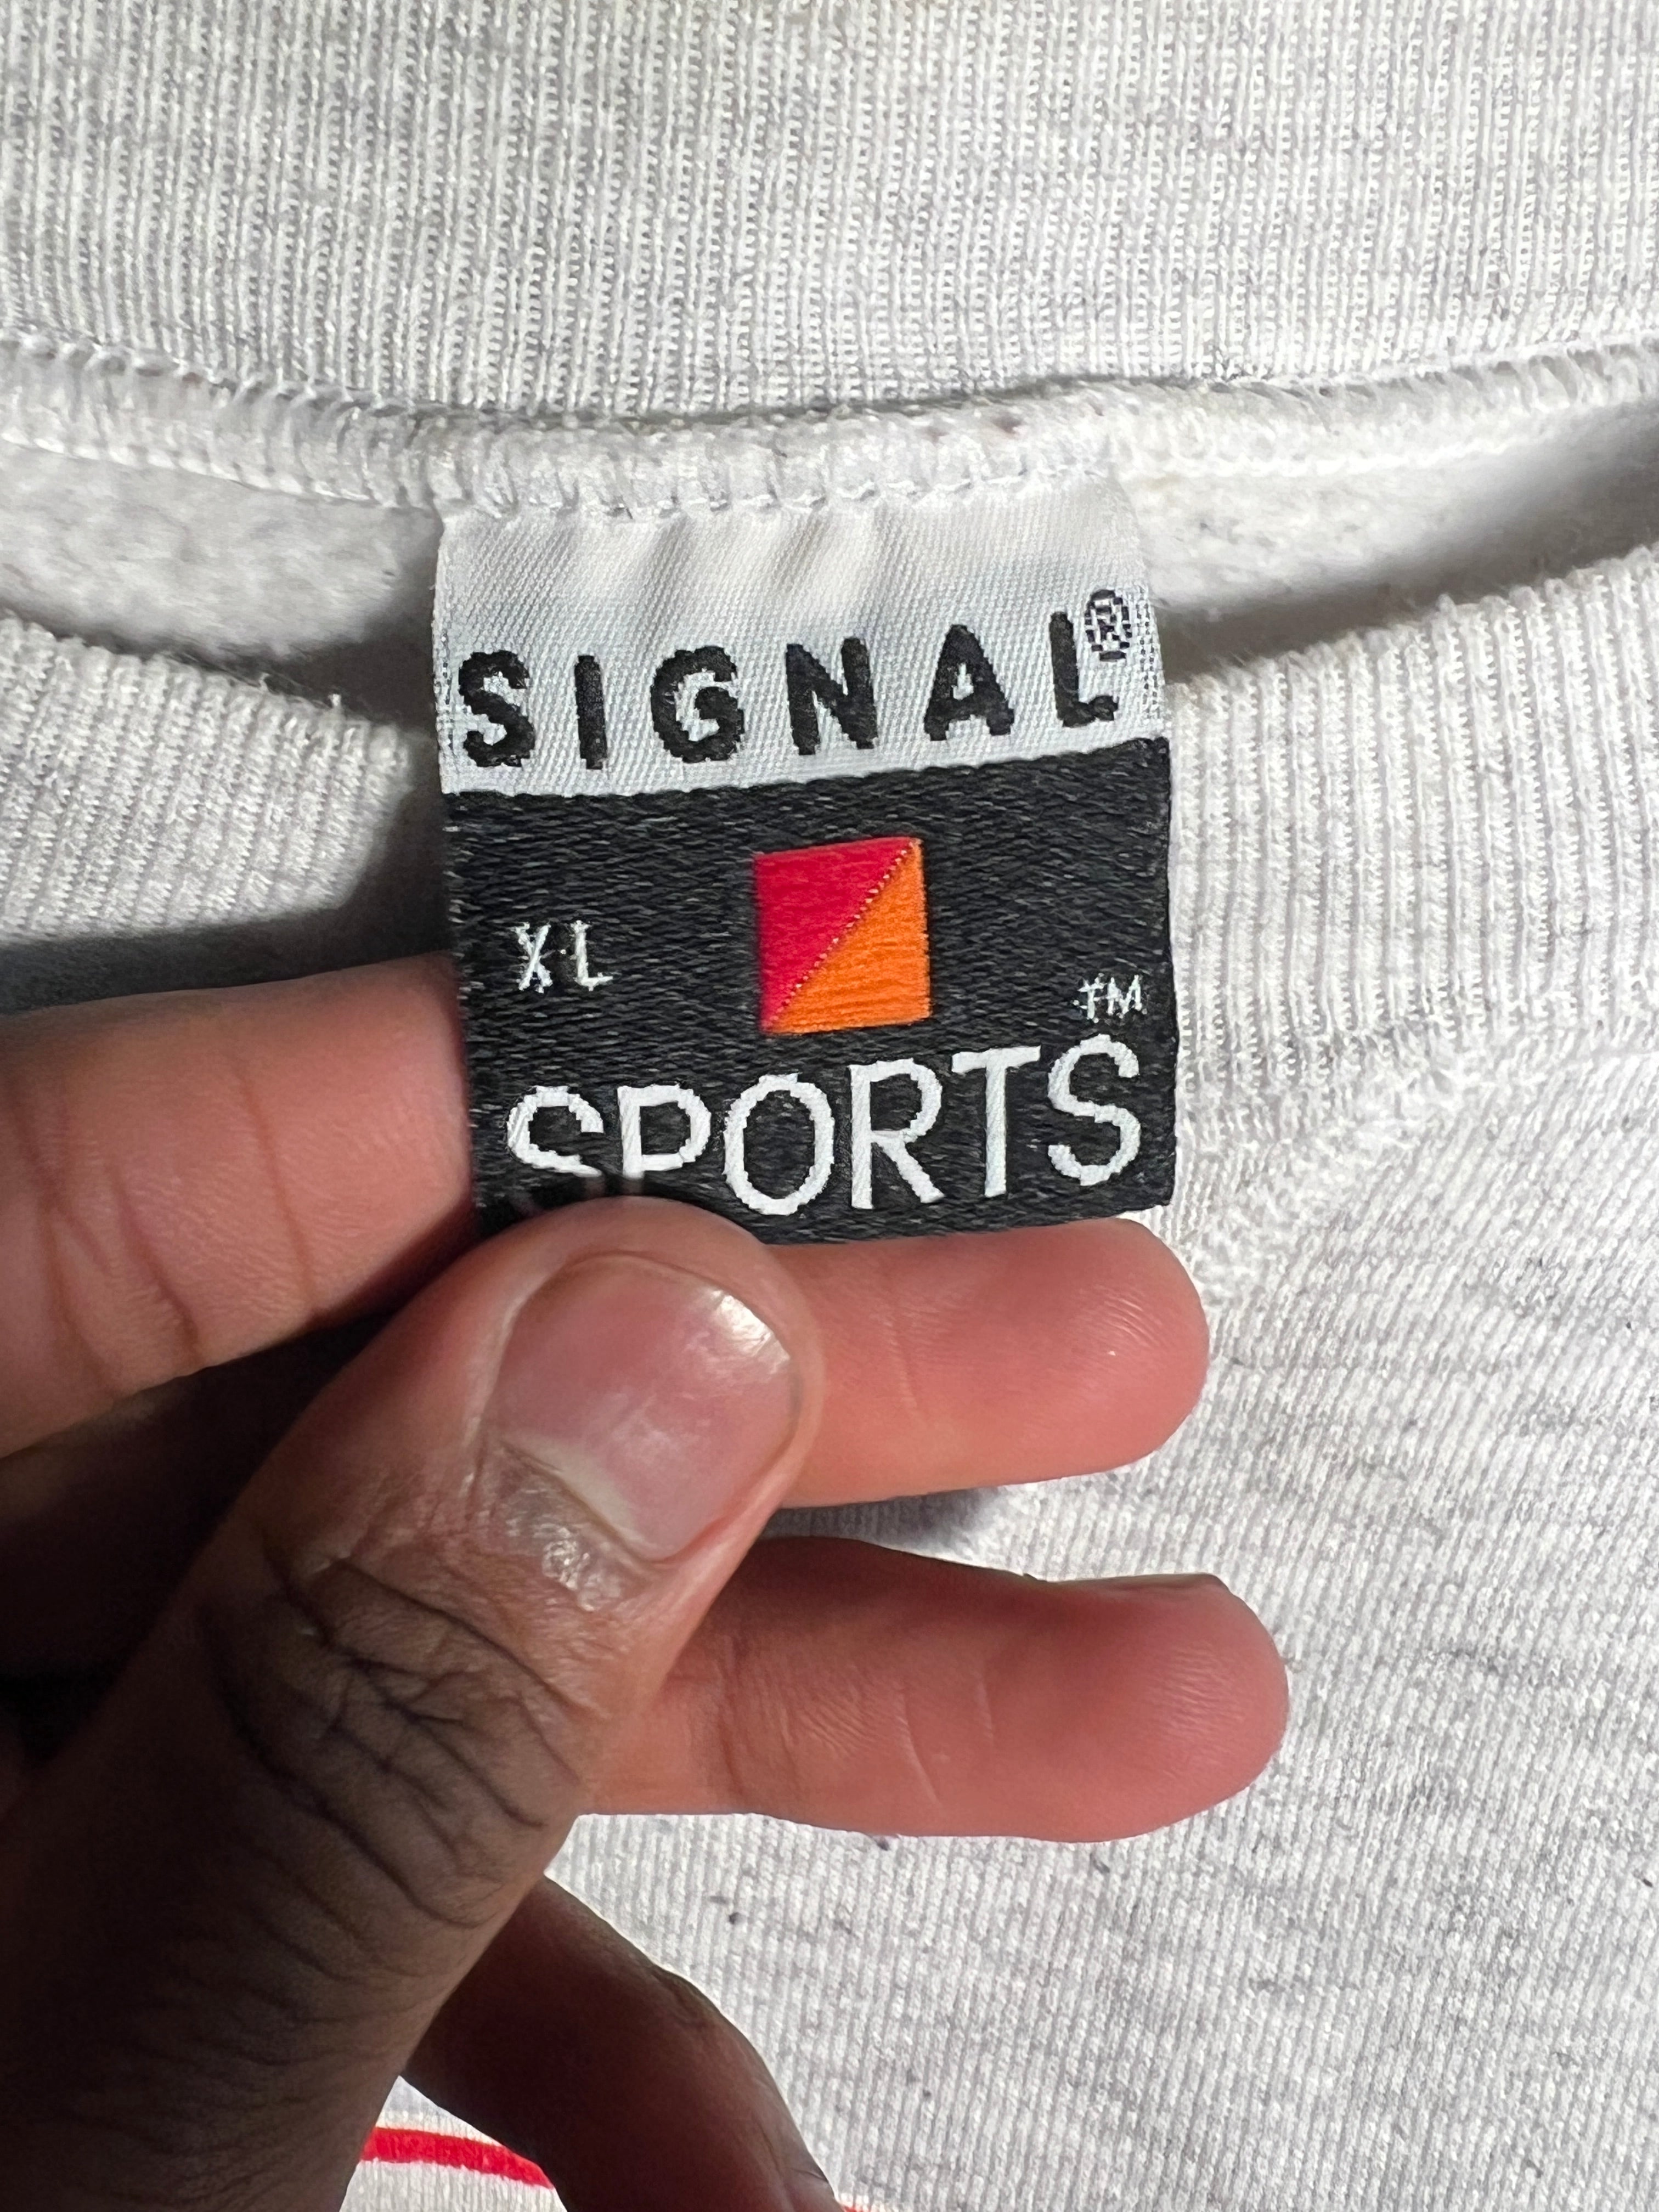 SIGNAL®
XL
™
SPORTS